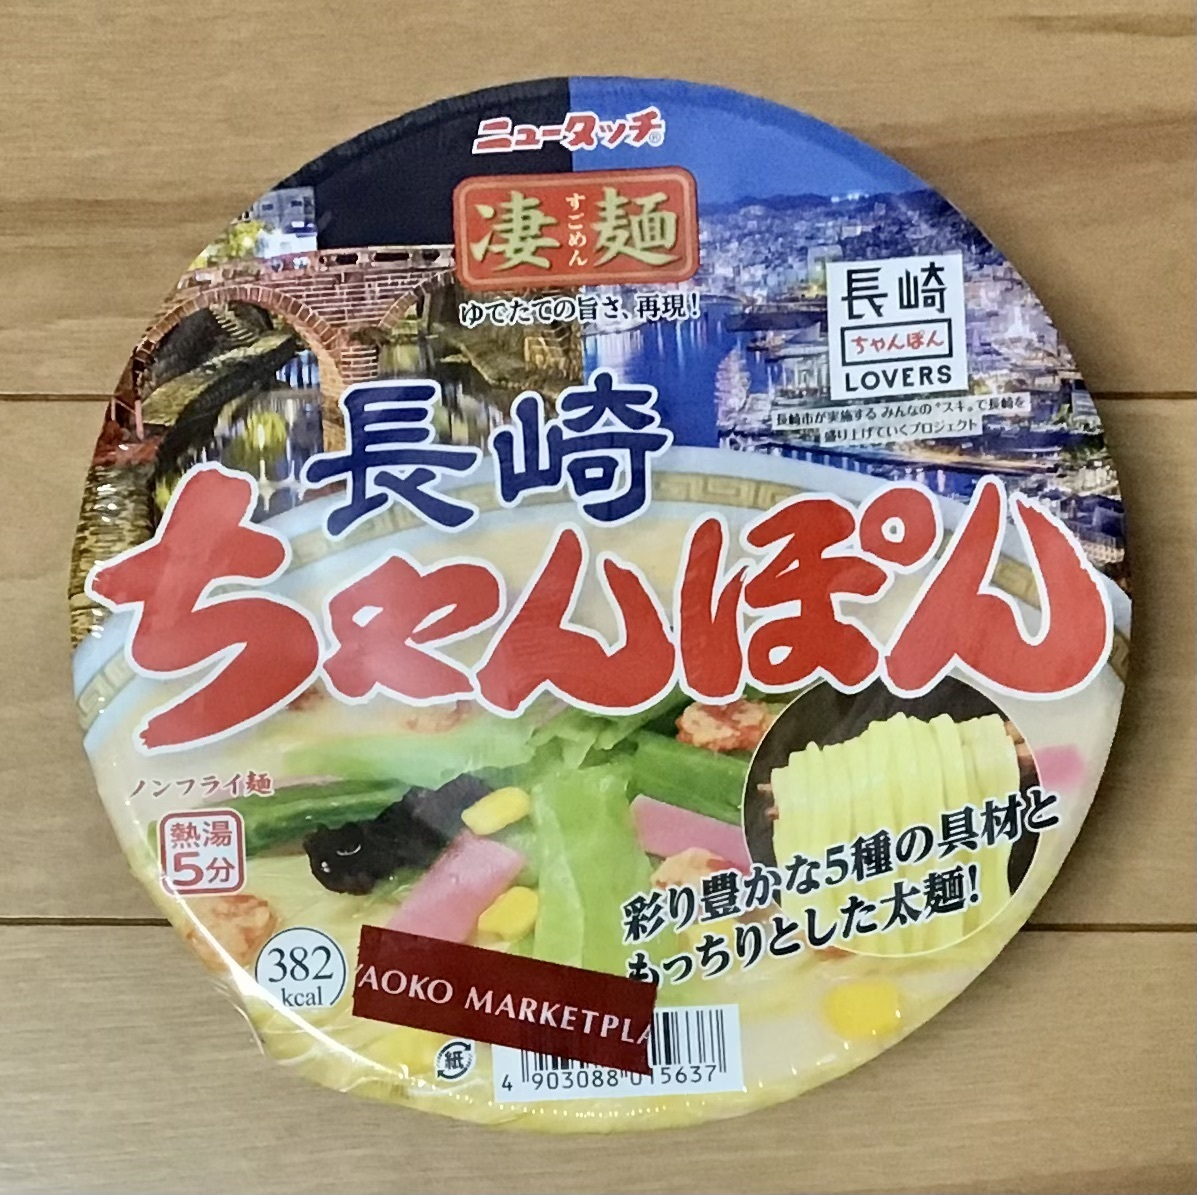 ニュータッチ®
凄麺
すごめん
ゆでたての旨さ、再現!
長崎
ちゃんぽん
LOVERS
長崎市が実施する みんなの"スキ"で長崎を
盛り上げていくプロジェクト
長崎
ちゃんぽん
ノンフライ麺
熱湯
5分
彩り豊かな5種の具材と
もっちりとした太麺!
382
kcal
YAOKO MARKETPLA
紙
4 903088 015637